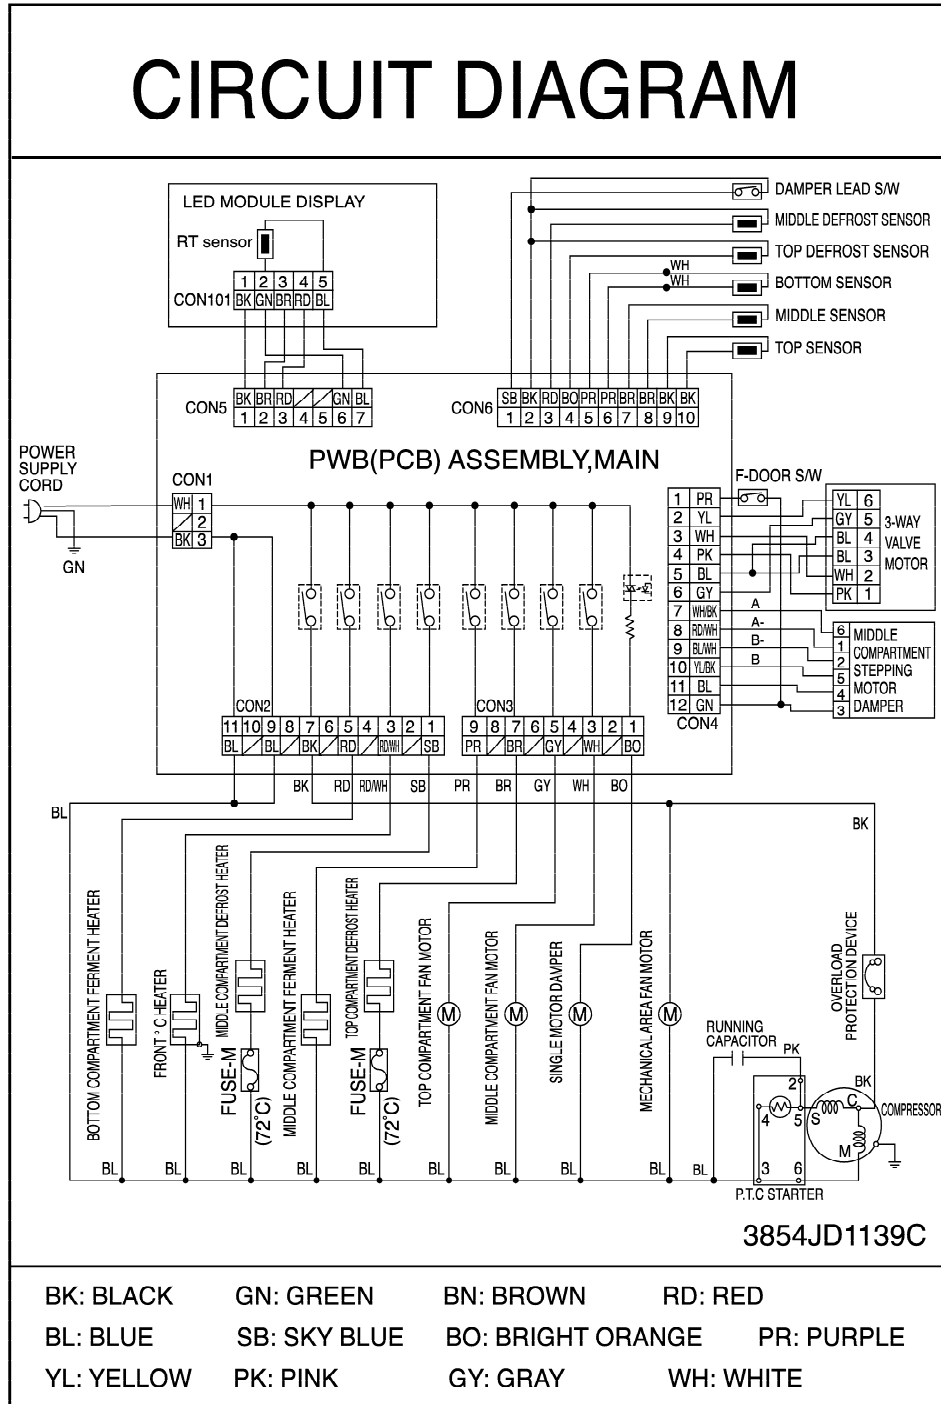 CIRCUIT DIAGRAM
LED MODULE DISPLAY
RT sensor
1 2 3 4 5
CON101 BK GN BR RD BL
DAMPER LEAD S/W
MIDDLE DEFROST SENSOR
TOP DEFROST SENSOR
WH
WH
BOTTOM SENSOR
MIDDLE SENSOR
TOP SENSOR
CON5 BK BR RD GN BL
1 2 3 4 5 6 7
CON6 SB BK RD BO PR PR BR BR BK BK
1 2 3 4 5 6 7 8 9 10
PWB(PCB) ASSEMBLY,MAIN
POWER
SUPPLY
CORD
GN
CON1
WH 1
2
BK 3
F-DOOR S/W
1 PR
2 YL
3 WH
4 PK
5 BL
6 GY
7 WH/BK
8 RD/WH
9 BL/WH
10 YL/BK
11 BL
12 GN
CON4
A
A-
B-
B
YL 6
GY 5
BL 4
BL 3
WH 2
PK 1
3-WAY
VALVE
MOTOR
6
1
2
5
4
3
MIDDLE
COMPARTMENT
STEPPING
MOTOR
DAMPER
CON2
11 10 9 8 7 6 5 4 3 2 1
BL BL BK RD RD/WH SB
CON3
9 8 7 6 5 4 3 2 1
PR BR GY WH BO
BK RD RD/WH SB PR BR GY WH BO
BL
BK
BOTTOM COMPARTMENT FERMENT HEATER
FRONT °C HEATER
MIDDLE COMPARTMENT DEFROST HEATER
FUSE-M
(72°C)
MIDDLE COMPARTMENT FERMENT HEATER
TOP COMPARTMENT DEFROST HEATER
FUSE-M
(72°C)
TOP COMPARTMENT FAN MOTOR
M
MIDDLE COMPARTMENT FAN MOTOR
M
SINGLE MOTOR DAMPER
M
MECHANICAL AREA FAN MOTOR
M
OVERLOAD
PROTECTION DEVICE
RUNNING
CAPACITOR
PK
BK
2
4 5
3 6
S C
M
COMPRESSOR
P.T.C STARTER
BL BL BL BL BL BL BL BL BL BL
3854JD1139C
BK: BLACK GN: GREEN BN: BROWN RD: RED
BL: BLUE SB: SKY BLUE BO: BRIGHT ORANGE PR: PURPLE
YL: YELLOW PK: PINK GY: GRAY WH: WHITE